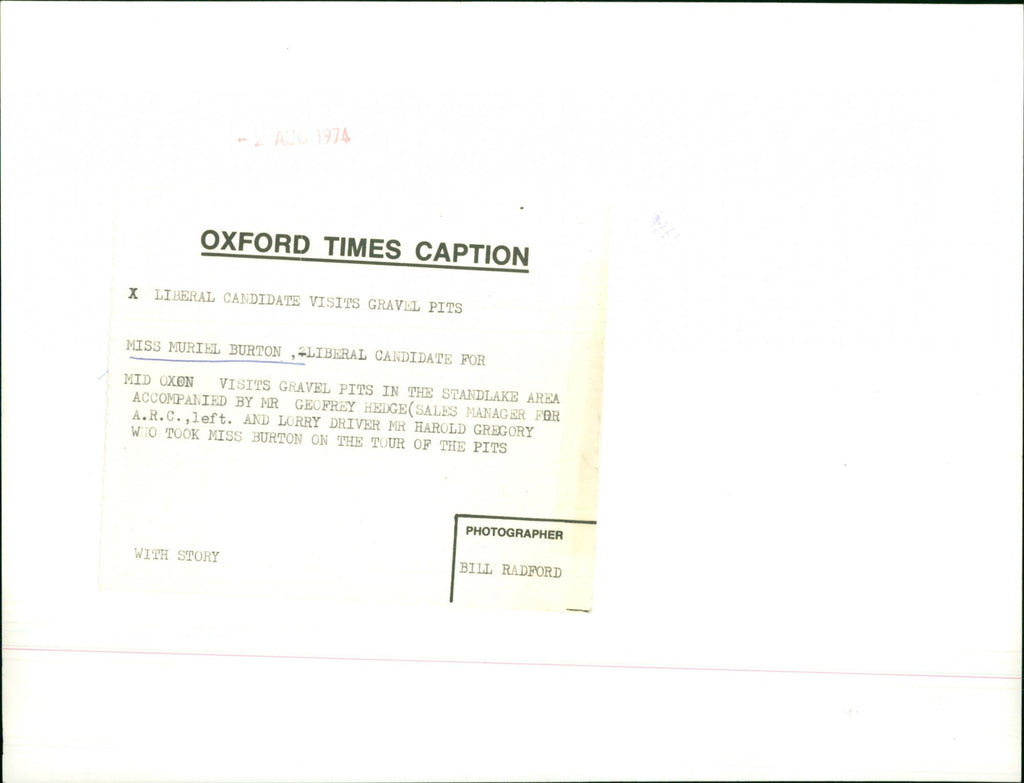 - 2 AUG 1974
OXFORD TIMES CAPTION
X LIBERAL CANDIDATE VISITS GRAVEL PITS
MISS MURIEL BURTON , LIBERAL CANDIDATE FOR
MID OXON VISITS GRAVEL PITS IN THE STANDLAKE AREA
ACCOMPANIED BY MR GEOFREY HEDGE(SALES MANAGER FOR
A.R.C.,left. AND LORRY DRIVER MR HAROLD GREGORY
WHO TOOK MISS BURTON ON THE TOUR OF THE PITS
WITH STORY
PHOTOGRAPHER
BILL RADFORD